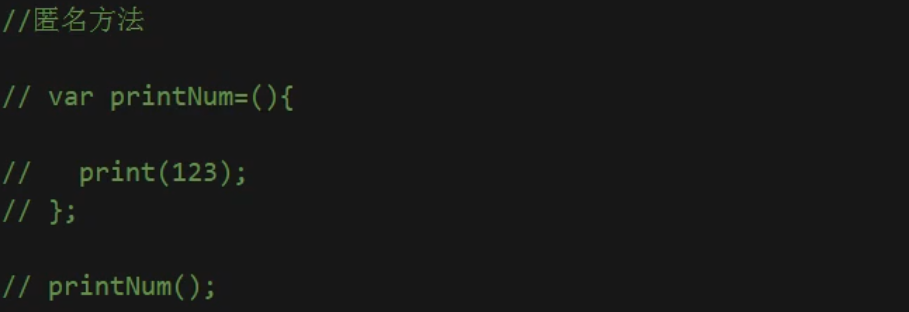 //匿名方法
// var printNum=(){
//   print(123);
// };
// printNum();